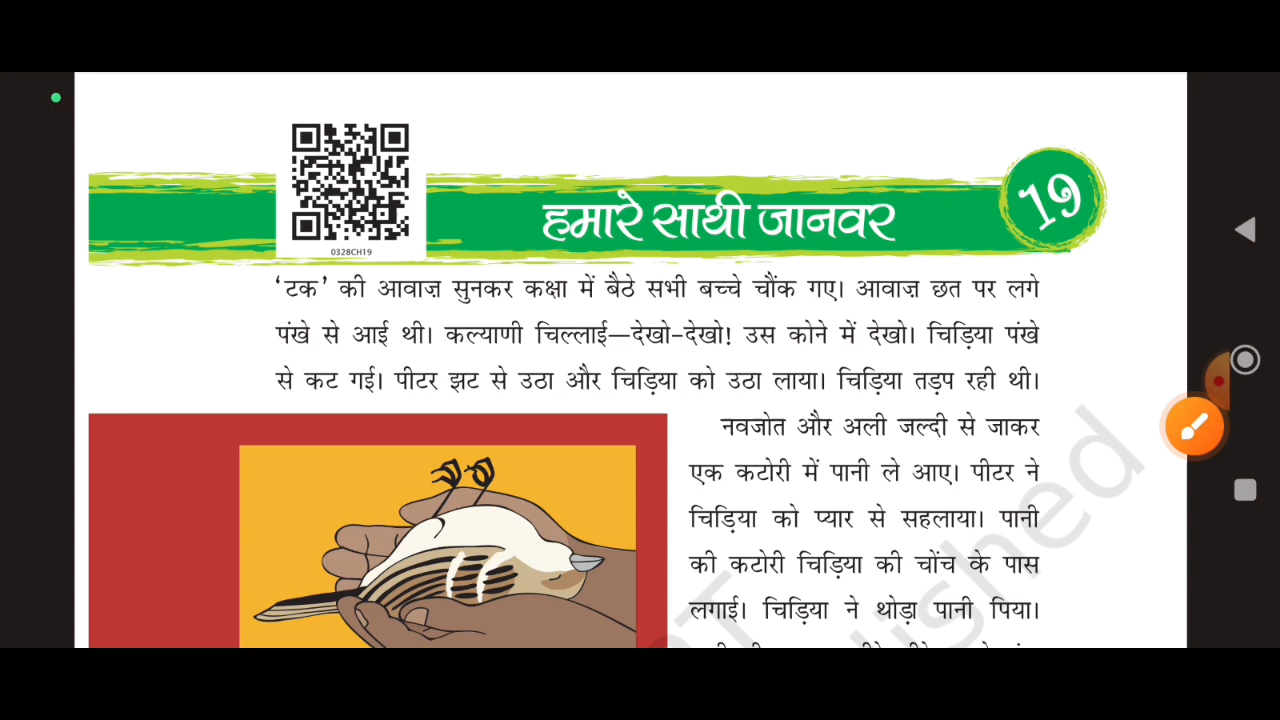 0328CH19
हमारे साथी जानवर
19
‘टक’ की आवाज़ सुनकर कक्षा में बैठे सभी बच्चे चौंक गए। आवाज़ छत पर लगे
पंखे से आई थी। कल्याणी चिल्लाई—देखो-देखो! उस कोने में देखो। चिड़िया पंखे
से कट गई। पीटर झट से उठा और चिड़िया को उठा लाया। चिड़िया तड़प रही थी।
नवजोत और अली जल्दी से जाकर
एक कटोरी में पानी ले आए। पीटर ने
चिड़िया को प्यार से सहलाया। पानी
की कटोरी चिड़िया की चोंच के पास
लगाई। चिड़िया ने थोड़ा पानी पिया।